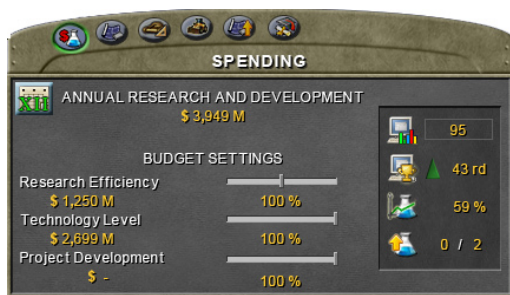 SPENDING
XII
ANNUAL RESEARCH AND DEVELOPMENT
$ 3,949 M
BUDGET SETTINGS
Research Efficiency
$ 1,250 M 100 %
Technology Level
$ 2,699 M 100 %
Project Development
$ - 100 %
95
43 rd
59 %
0 / 2